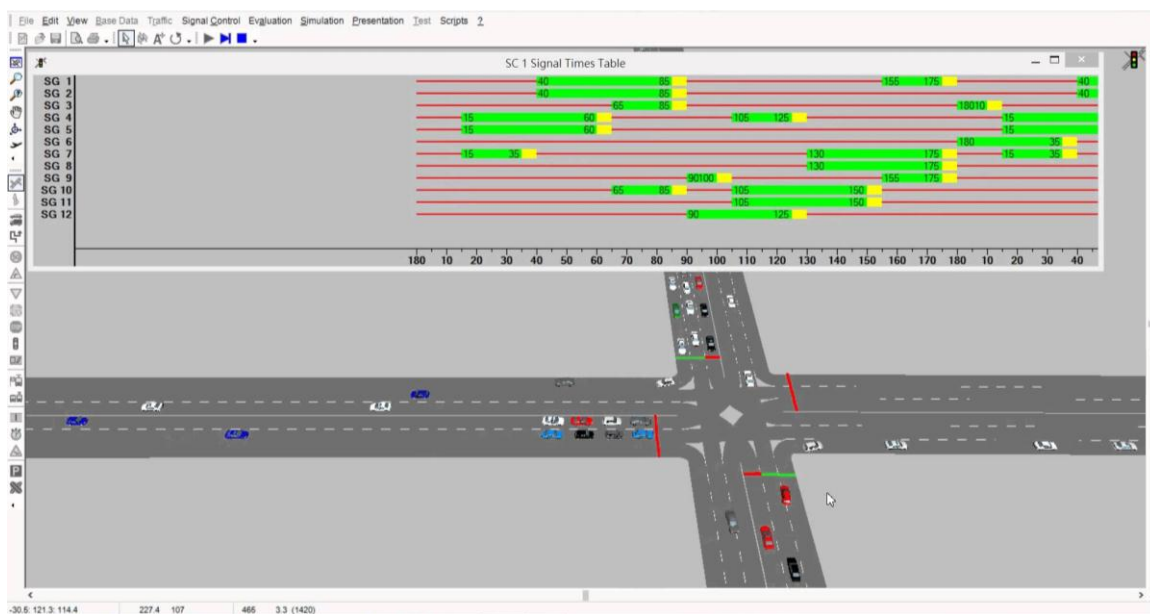 File Edit View Base Data Traffic Signal Control Evaluation Simulation Presentation Test Scripts ?
SC 1 Signal Times Table
SG 1 40 85 155 175 40
SG 2 40 85 40
SG 3 65 85 18010
SG 4 15 60 105 125 15
SG 5 15 60 15
SG 6 180 35
SG 7 15 35 130 175 15 35
SG 8 130 175
SG 9 90100 155 175
SG 10 65 85 105 150
SG 11 105 150
SG 12 90 125
180 10 20 30 40 50 60 70 80 90 100 110 120 130 140 150 160 170 180 10 20 30 40
-30.5: 121.3: 114.4 227.4 107 465 3.3 (1420)